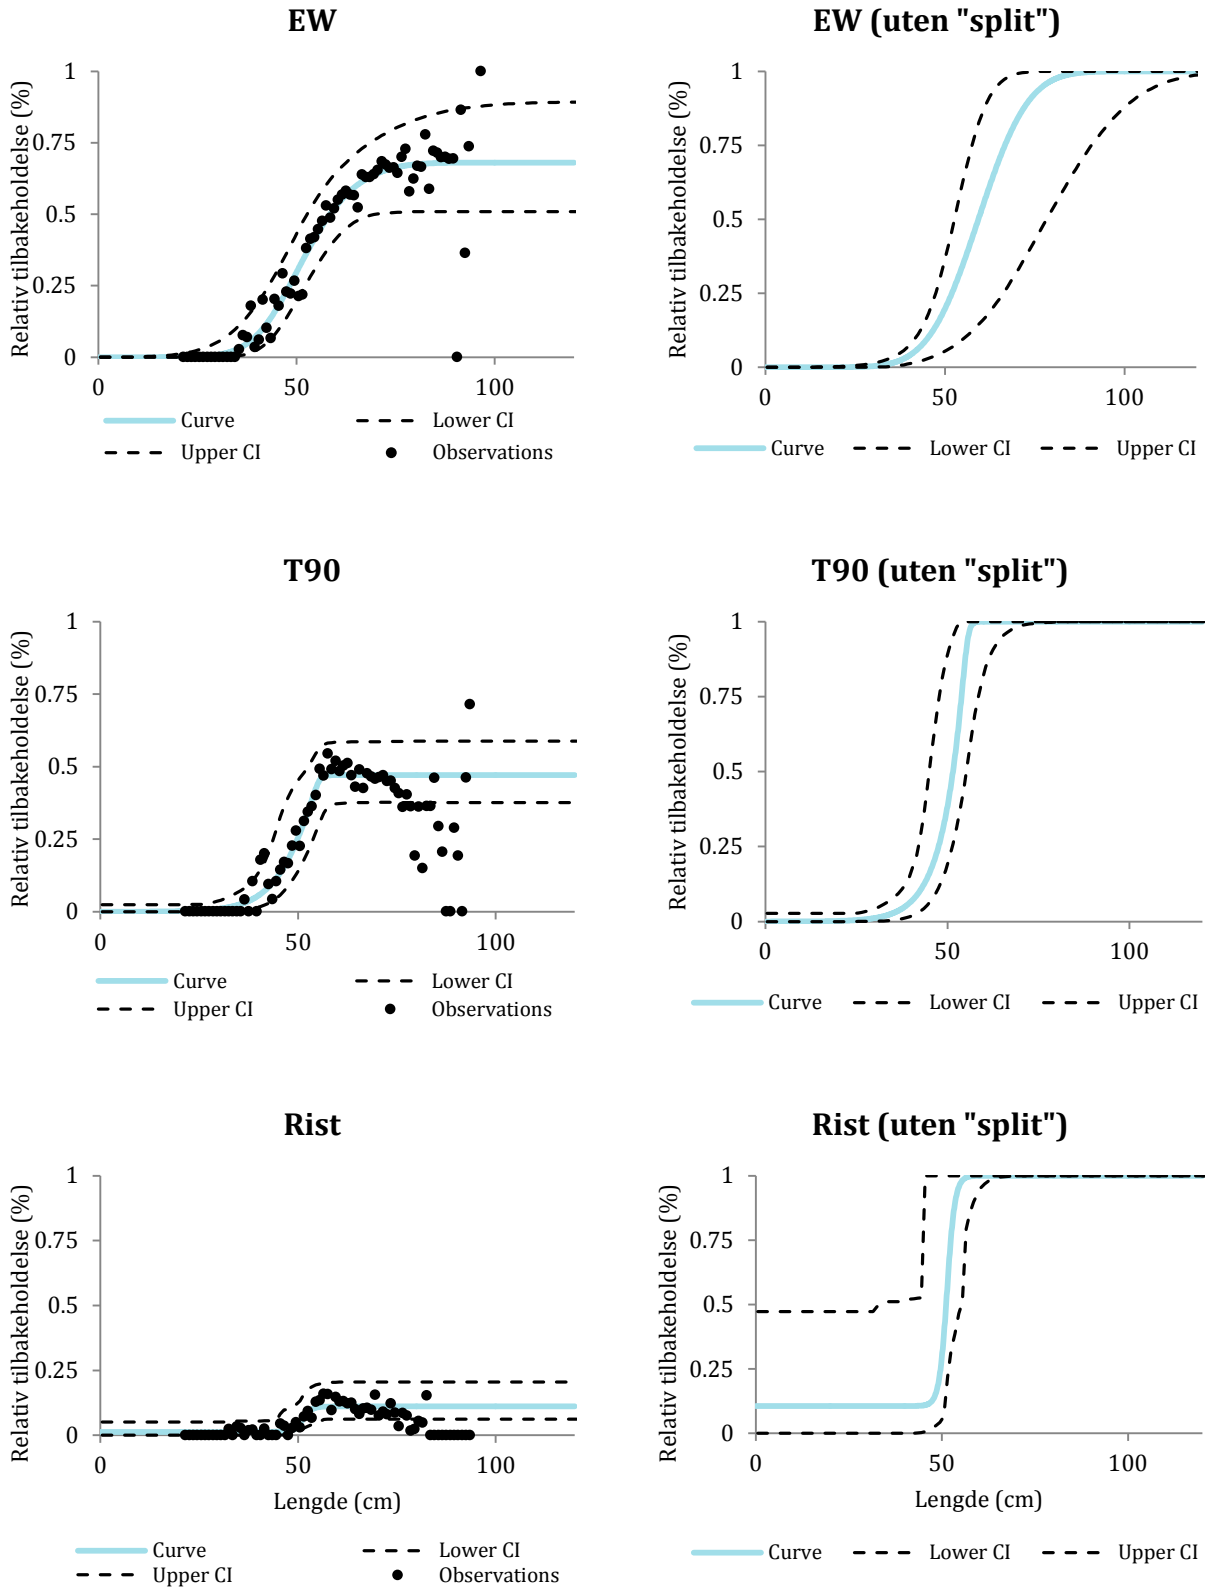 EW
Relativ tilbakeholdelse (%)
1
0.75
0.5
0.25
0
0 50 100
Curve Lower CI
Upper CI Observations
EW (uten "split")
Relativ tilbakeholdelse (%)
1
0.75
0.5
0.25
0
0 50 100
Curve Lower CI Upper CI
T90
Relativ tilbakeholdelse (%)
1
0.75
0.5
0.25
0
0 50 100
Curve Lower CI
Upper CI Observations
T90 (uten "split")
Relativ tilbakeholdelse (%)
1
0.75
0.5
0.25
0
0 50 100
Curve Lower CI Upper CI
Rist
Relativ tilbakeholdelse (%)
1
0.75
0.5
0.25
0
0 50 100
Lengde (cm)
Curve Lower CI
Upper CI Observations
Rist (uten "split")
Relativ tilbakeholdelse (%)
1
0.75
0.5
0.25
0
0 50 100
Lengde (cm)
Curve Lower CI Upper CI